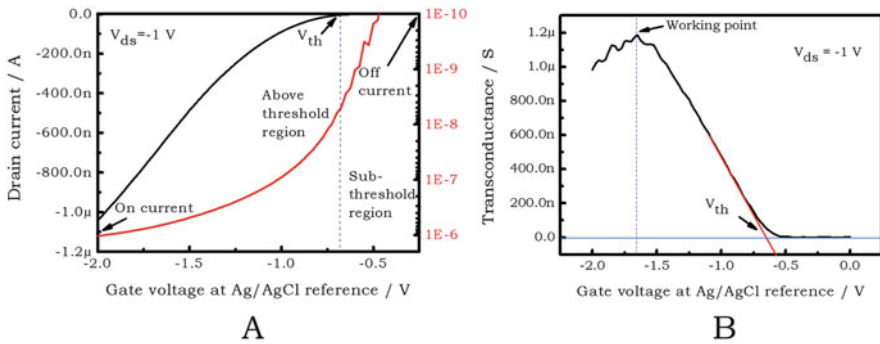 A
V_ds=-1 V
V_th
Off current
Above threshold region
Sub-threshold region
On current
Drain current / A
0.0
-200.0n
-400.0n
-600.0n
-800.0n
-1.0µ
-1.2µ
1E-10
1E-9
1E-8
1E-7
1E-6
-2.0
-1.5
-1.0
-0.5
Gate voltage at Ag/AgCl reference / V
A
B
Working point
V_ds = -1 V
V_th
Transconductance / S
1.2µ
1.0µ
800.0n
600.0n
400.0n
200.0n
0.0
-2.0
-1.5
-1.0
-0.5
0.0
Gate voltage at Ag/AgCl reference / V
B